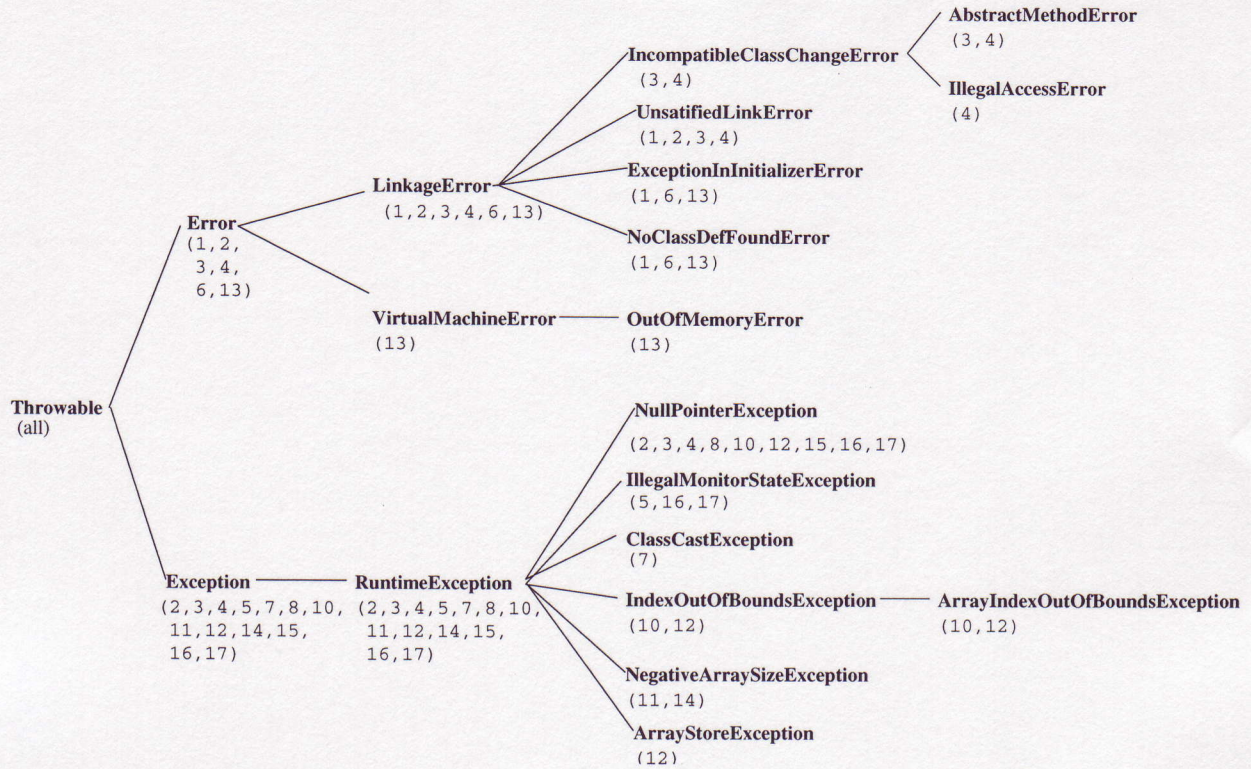 AbstractMethodError
(3,4)
IncompatibleClassChangeError
(3,4)
IllegalAccessError
(4)
UnsatifiedLinkError
(1,2,3,4)
ExceptionInInitializerError
(1,6,13)
LinkageError
(1,2,3,4,6,13)
Error
(1,2,
3,4,
6,13)
NoClassDefFoundError
(1,6,13)
VirtualMachineError
(13)
OutOfMemoryError
(13)
Throwable
(all)
NullPointerException
(2,3,4,8,10,12,15,16,17)
IllegalMonitorStateException
(5,16,17)
ClassCastException
(7)
Exception
(2,3,4,5,7,8,10,
11,12,14,15,
16,17)
RuntimeException
(2,3,4,5,7,8,10,
11,12,14,15,
16,17)
IndexOutOfBoundsException
(10,12)
ArrayIndexOutOfBoundsException
(10,12)
NegativeArraySizeException
(11,14)
ArrayStoreException
(12)